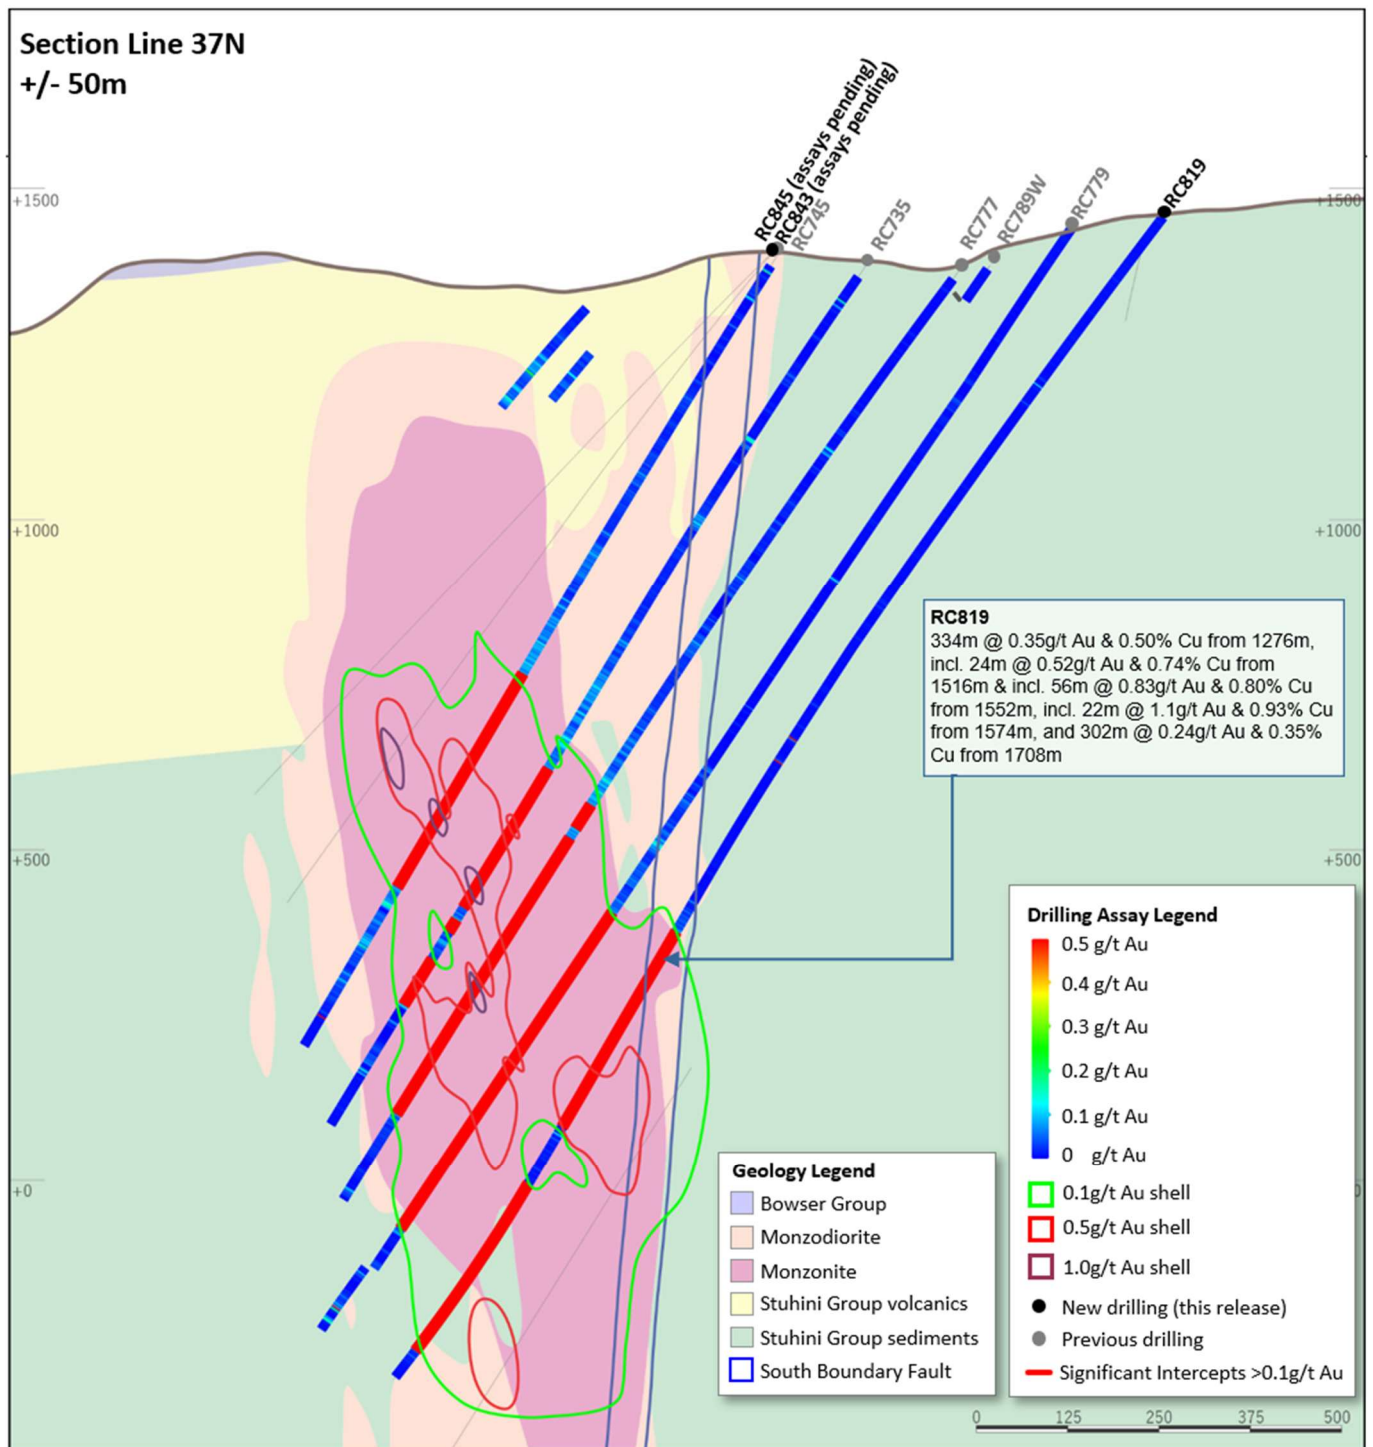 Section Line 37N
+/- 50m
RC845 (assays pending)
RC843 (assays pending)
RC745
RC735
RC777
RC789W
RC779
RC819
+1500
+1500
+1000
+1000
RC819
334m @ 0.35g/t Au & 0.50% Cu from 1276m,
incl. 24m @ 0.52g/t Au & 0.74% Cu from
1516m & incl. 56m @ 0.83g/t Au & 0.80% Cu
from 1552m, incl. 22m @ 1.1g/t Au & 0.93% Cu
from 1574m, and 302m @ 0.24g/t Au & 0.35%
Cu from 1708m
+500
+500
Drilling Assay Legend
0.5 g/t Au
0.4 g/t Au
0.3 g/t Au
0.2 g/t Au
0.1 g/t Au
0 g/t Au
0.1g/t Au shell
0.5g/t Au shell
1.0g/t Au shell
New drilling (this release)
Previous drilling
Significant Intercepts >0.1g/t Au
+0
0
Geology Legend
Bowser Group
Monzodiorite
Monzonite
Stuhini Group volcanics
Stuhini Group sediments
South Boundary Fault
0 125 250 375 500